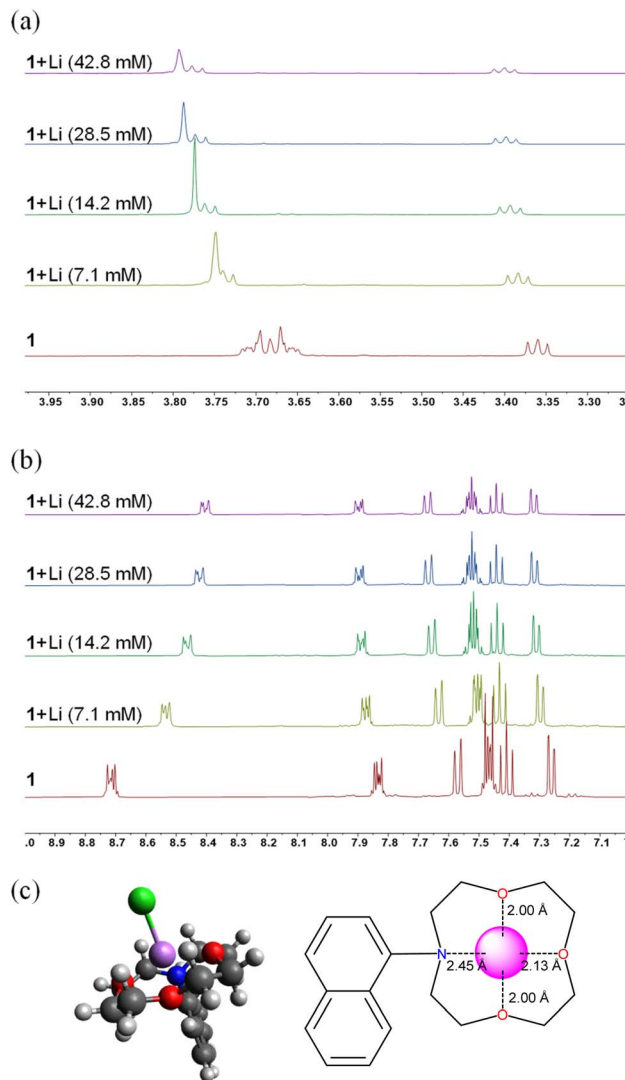 (a)
1+Li (42.8 mM)
1+Li (28.5 mM)
1+Li (14.2 mM)
1+Li (7.1 mM)
1
3.95 3.90 3.85 3.80 3.75 3.70 3.65 3.60 3.55 3.50 3.45 3.40 3.35 3.30
(b)
1+Li (42.8 mM)
1+Li (28.5 mM)
1+Li (14.2 mM)
1+Li (7.1 mM)
1
.0 8.9 8.8 8.7 8.6 8.5 8.4 8.3 8.2 8.1 8.0 7.9 7.8 7.7 7.6 7.5 7.4 7.3 7.2 7.1
(c)
O
2.00 Å
N
2.45 Å
2.13 Å
O
2.00 Å
O